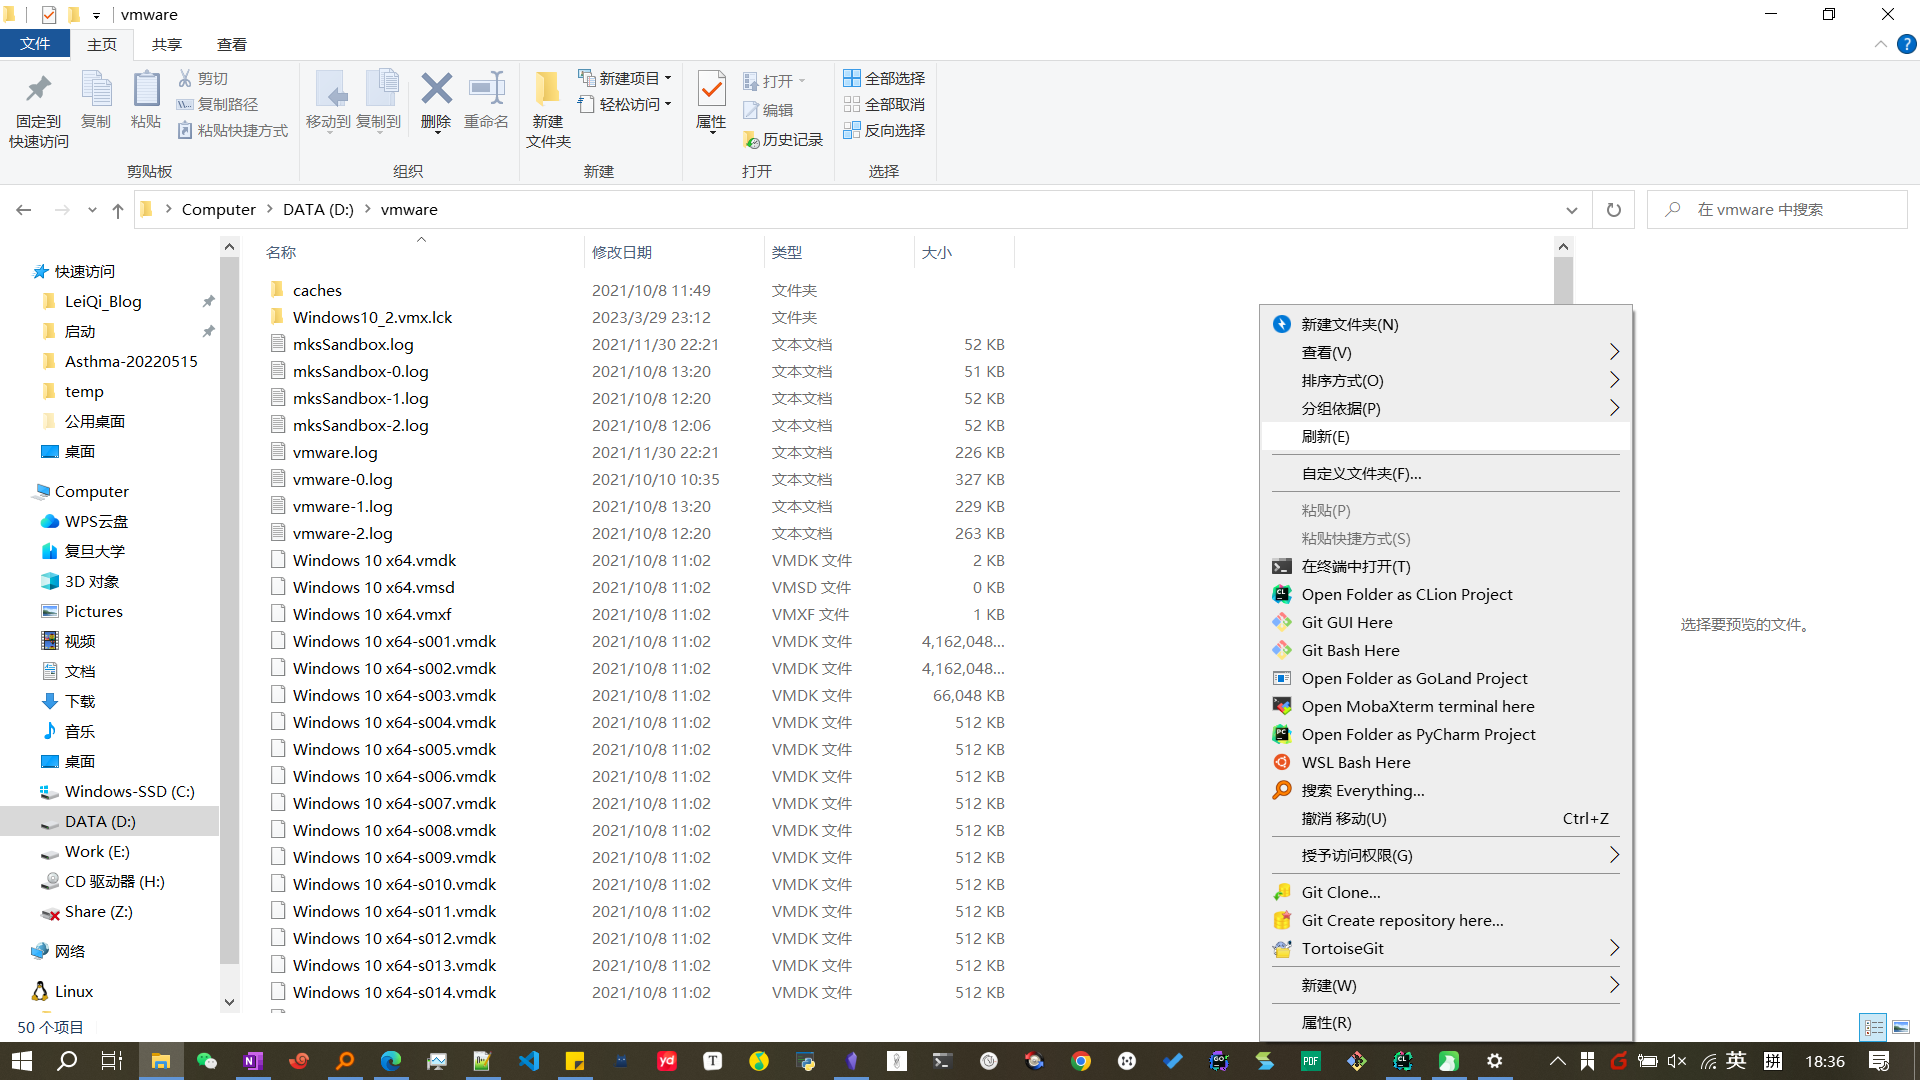 vmware
文件
主页
共享
查看
固定到
快速访问
复制
粘贴
剪切
复制路径
粘贴快捷方式
剪贴板
移动到
复制到
删除
重命名
组织
新建
文件夹
新建项目
轻松访问
新建
属性
打开
编辑
历史记录
打开
全部选择
全部取消
反向选择
选择
Computer
DATA (D:)
vmware
在 vmware 中搜索
快速访问
LeiQi_Blog
启动
Asthma-20220515
temp
公用桌面
桌面
Computer
WPS云盘
复旦大学
3D 对象
Pictures
视频
文档
下载
音乐
桌面
Windows-SSD (C:)
DATA (D:)
Work (E:)
CD 驱动器 (H:)
Share (Z:)
网络
Linux
名称 修改日期 类型 大小
caches 2021/10/8 11:49 文件夹
Windows10_2.vmx.lck 2023/3/29 23:12 文件夹
mksSandbox.log 2021/11/30 22:21 文本文档 52 KB
mksSandbox-0.log 2021/10/8 13:20 文本文档 51 KB
mksSandbox-1.log 2021/10/8 12:20 文本文档 52 KB
mksSandbox-2.log 2021/10/8 12:06 文本文档 52 KB
vmware.log 2021/11/30 22:21 文本文档 226 KB
vmware-0.log 2021/10/10 10:35 文本文档 327 KB
vmware-1.log 2021/10/8 13:20 文本文档 229 KB
vmware-2.log 2021/10/8 12:20 文本文档 263 KB
Windows 10 x64.vmdk 2021/10/8 11:02 VMDK 文件 2 KB
Windows 10 x64.vmsd 2021/10/8 11:02 VMSD 文件 0 KB
Windows 10 x64.vmxf 2021/10/8 11:02 VMXF 文件 1 KB
Windows 10 x64-s001.vmdk 2021/10/8 11:02 VMDK 文件 4,162,048...
Windows 10 x64-s002.vmdk 2021/10/8 11:02 VMDK 文件 4,162,048...
Windows 10 x64-s003.vmdk 2021/10/8 11:02 VMDK 文件 66,048 KB
Windows 10 x64-s004.vmdk 2021/10/8 11:02 VMDK 文件 512 KB
Windows 10 x64-s005.vmdk 2021/10/8 11:02 VMDK 文件 512 KB
Windows 10 x64-s006.vmdk 2021/10/8 11:02 VMDK 文件 512 KB
Windows 10 x64-s007.vmdk 2021/10/8 11:02 VMDK 文件 512 KB
Windows 10 x64-s008.vmdk 2021/10/8 11:02 VMDK 文件 512 KB
Windows 10 x64-s009.vmdk 2021/10/8 11:02 VMDK 文件 512 KB
Windows 10 x64-s010.vmdk 2021/10/8 11:02 VMDK 文件 512 KB
Windows 10 x64-s011.vmdk 2021/10/8 11:02 VMDK 文件 512 KB
Windows 10 x64-s012.vmdk 2021/10/8 11:02 VMDK 文件 512 KB
Windows 10 x64-s013.vmdk 2021/10/8 11:02 VMDK 文件 512 KB
Windows 10 x64-s014.vmdk 2021/10/8 11:02 VMDK 文件 512 KB
新建文件夹(N)
查看(V)
排序方式(O)
分组依据(P)
刷新(E)
自定义文件夹(F)...
粘贴(P)
粘贴快捷方式(S)
在终端中打开(T)
Open Folder as CLion Project
Git GUI Here
Git Bash Here
Open Folder as GoLand Project
Open MobaXterm terminal here
Open Folder as PyCharm Project
WSL Bash Here
搜索 Everything...
撤消 移动(U) Ctrl+Z
授予访问权限(G)
Git Clone...
Git Create repository here...
TortoiseGit
新建(W)
属性(R)
选择要预览的文件。
50 个项目
英
拼
18:36